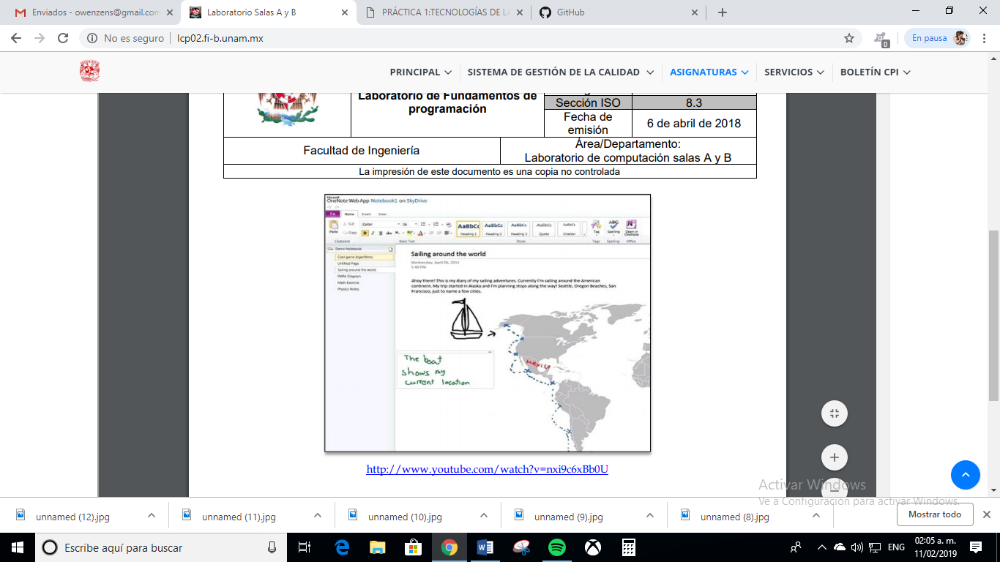 Enviados - owenzens@gmail.con
Laboratorio Salas A y B
PRÁCTICA 1:TECNOLOGÍAS DE LA
GitHub
No es seguro
lcp02.fi-b.unam.mx
0
En pausa
PRINCIPAL
SISTEMA DE GESTIÓN DE LA CALIDAD
ASIGNATURAS
SERVICIOS
BOLETÍN CPI
Laboratorio de Fundamentos de
programación
Sección ISO
8.3
Fecha de
emisión
6 de abril de 2018
Facultad de Ingeniería
Área/Departamento:
Laboratorio de computación salas A y B
La impresión de este documento es una copia no controlada
Microsoft
OneNote Web App Notebook1 on SkyDrive
File
Home
Insert
View
Paste
Cut
Copy
Calibri
16
AaBbCc
AaBbCc
AaBbCc
AaBbCc
AaBbCc
Heading 1
Heading 2
Heading 3
Quote
Citation
Tag
Spelling
Open in
OneNote
Clipboard
Basic Text
Styles
Tags
Spelling
Office
Demo Notebook
Cool game Algorithms
Untitled Page
Sailing around the world
Diagram
Math Exercise
Physics Notes
Sailing around the world
Wednesday, April 06, 2011
1:48 PM
Ahoy there! This is my diary of my sailing adventures. Currently I'm sailing around the American
continent. My trip started in Alaska and I'm planning stops along the way! Seattle, Oregon Beaches, San
Francisco, just to name a few cities.
Mexico
The boat
shows my
current location
http://www.youtube.com/watch?v=nxi9c6xBb0U
Activar Windows
Ve a Configuración para activar Windows.
unnamed (12).jpg
unnamed (11).jpg
unnamed (10).jpg
unnamed (9).jpg
unnamed (8).jpg
Mostrar todo
Escribe aquí para buscar
ENG
02:05 a. m.
11/02/2019